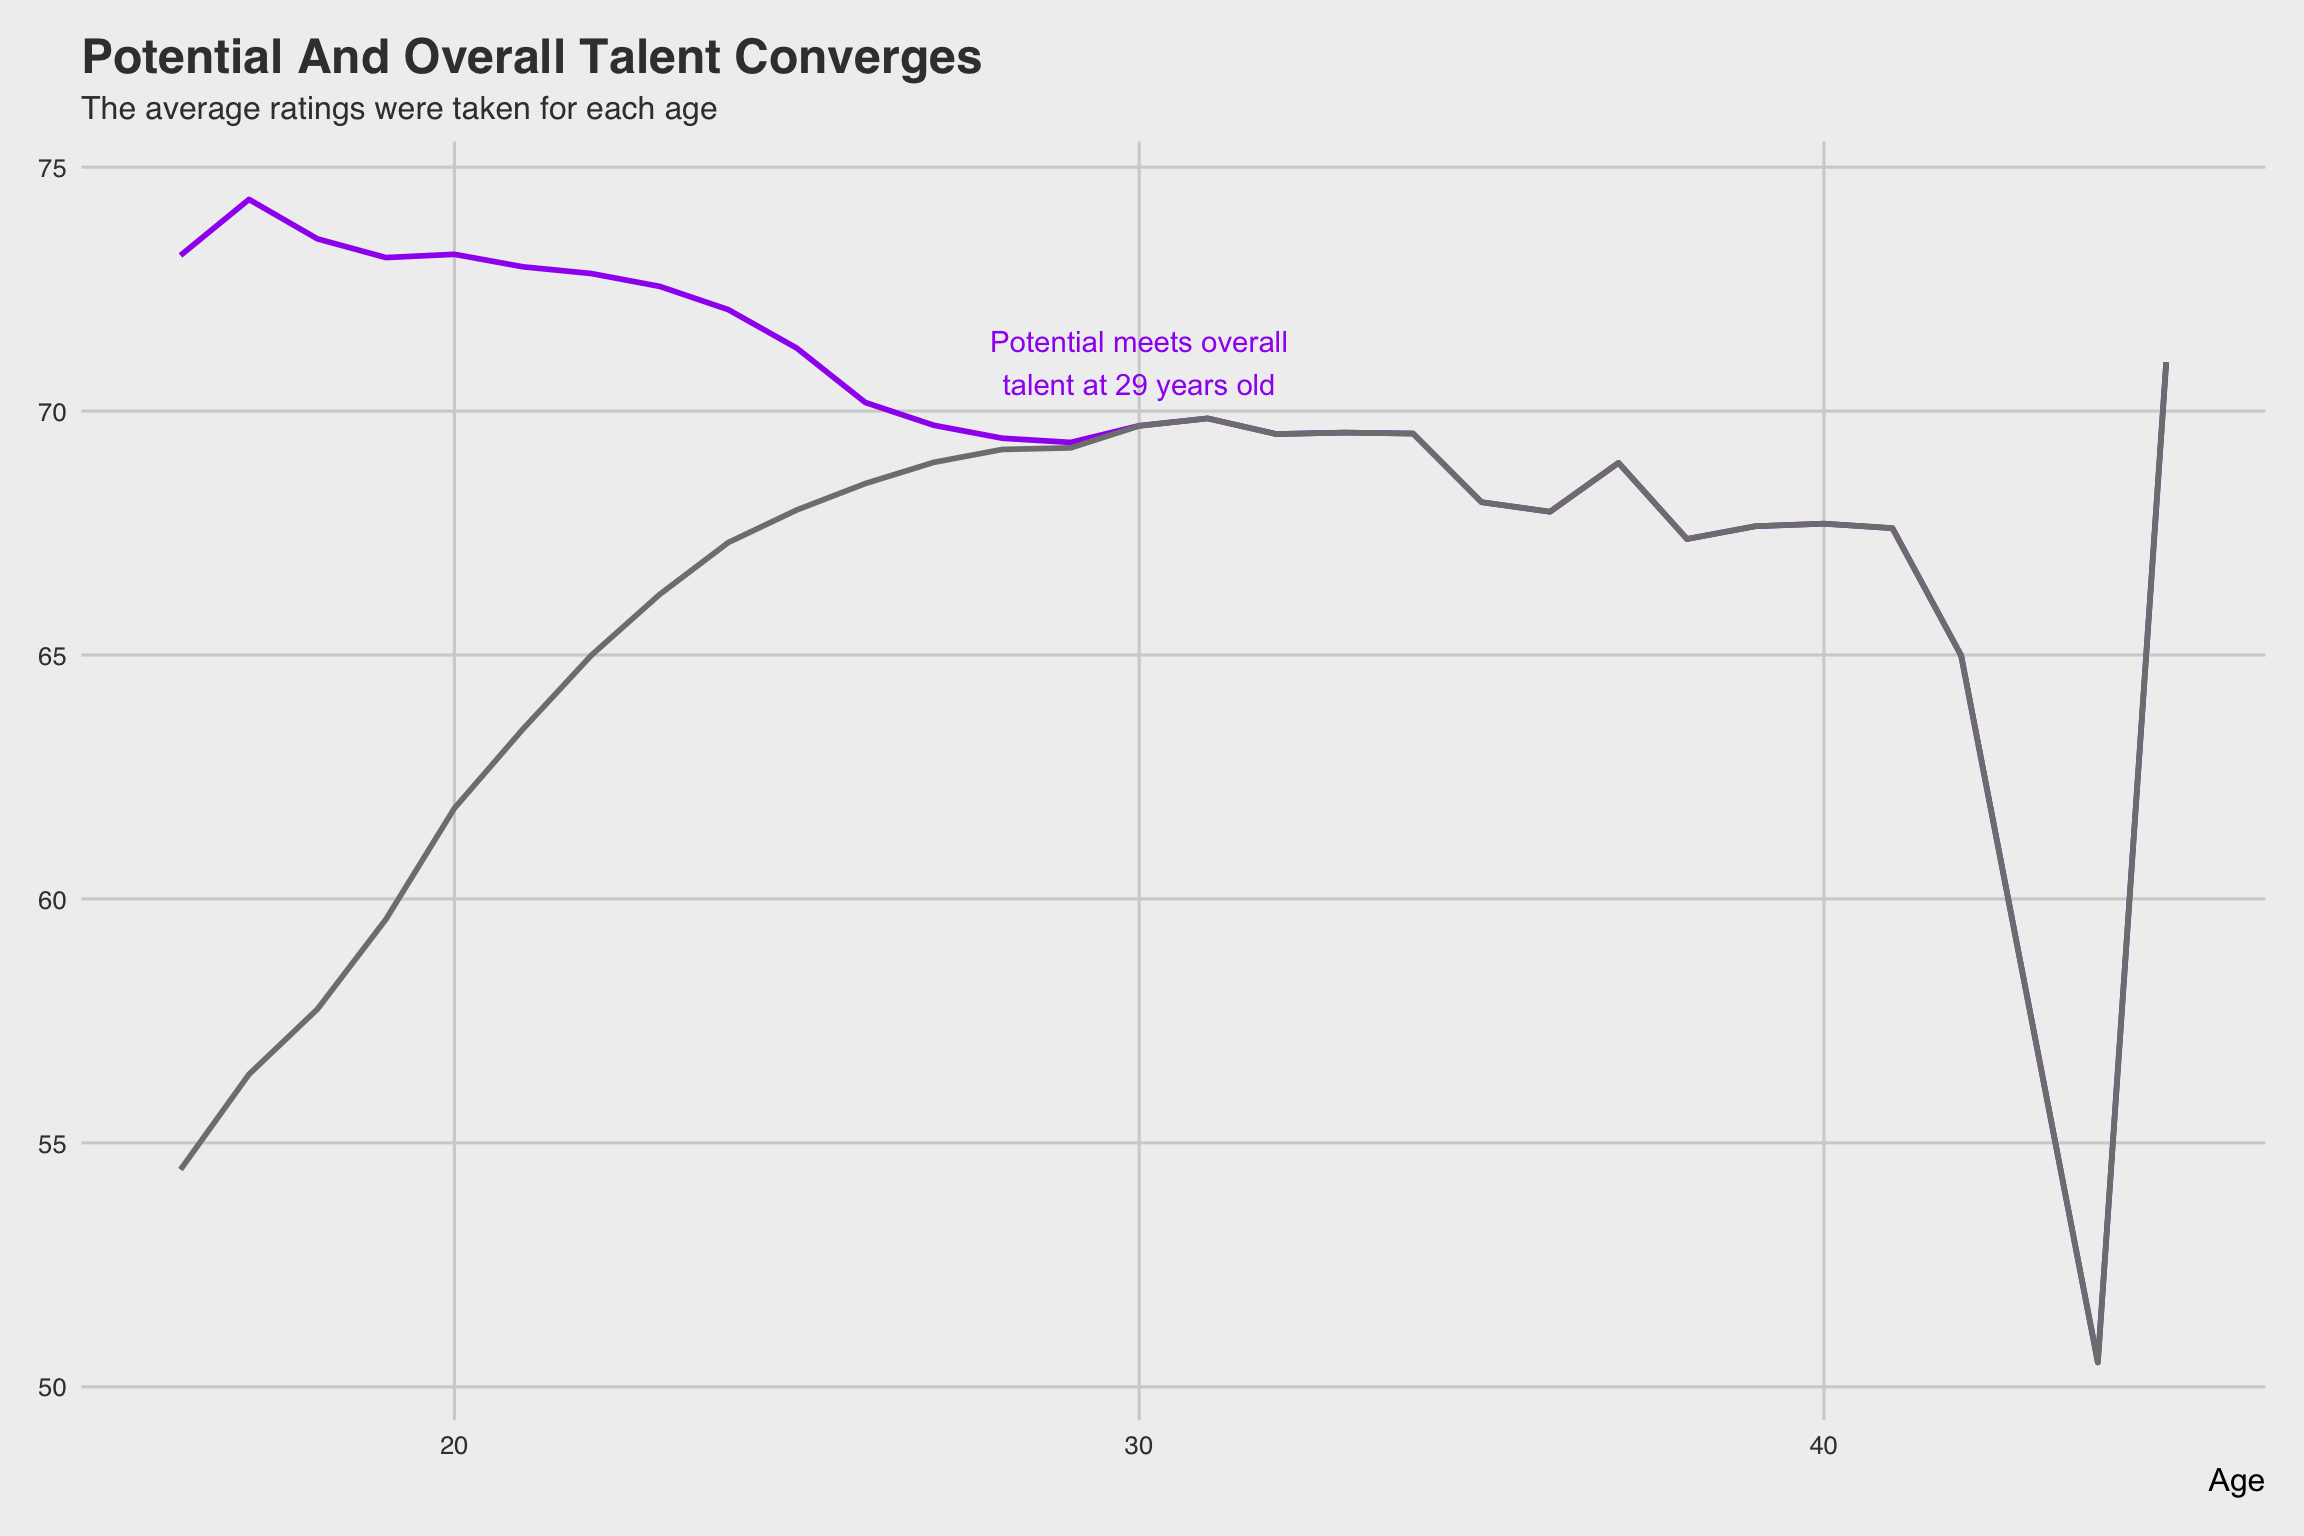 Potential And Overall Talent Converges
The average ratings were taken for each age
75
Potential meets overall
talent at 29 years old
70
65
60
55
50
20 30 40
Age